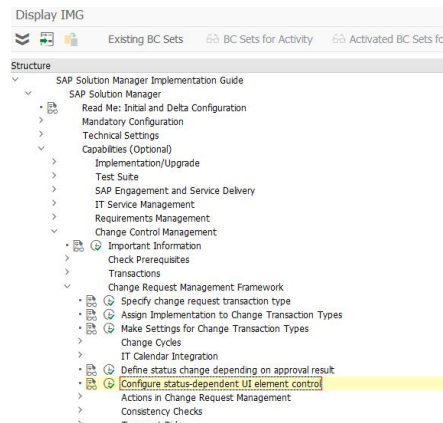 Display IMG
Existing BC Sets BC Sets for Activity Activated BC Sets fo
Structure
SAP Solution Manager Implementation Guide
SAP Solution Manager
Read Me: Initial and Delta Configuration
Mandatory Configuration
Technical Settings
Capabilities (Optional)
Implementation/Upgrade
Test Suite
SAP Engagement and Service Delivery
IT Service Management
Requirements Management
Change Control Management
Important Information
Check Prerequisites
Transactions
Change Request Management Framework
Specify change request transaction type
Assign Implementation to Change Transaction Types
Make Settings for Change Transaction Types
Change Cycles
IT Calendar Integration
Define status change depending on approval result
Configure status-dependent UI element control
Actions in Change Request Management
Consistency Checks